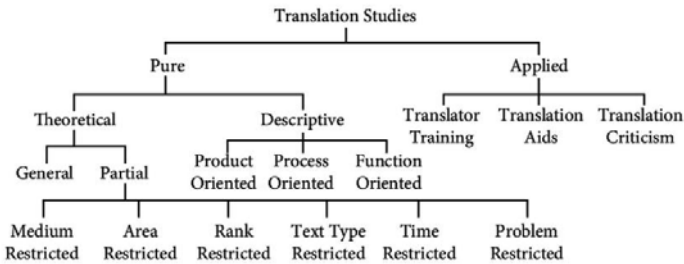 Translation Studies
Pure
Applied
Theoretical
Descriptive
Translator Training
Translation Aids
Translation Criticism
General
Partial
Product Oriented
Process Oriented
Function Oriented
Medium Restricted
Area Restricted
Rank Restricted
Text Type Restricted
Time Restricted
Problem Restricted